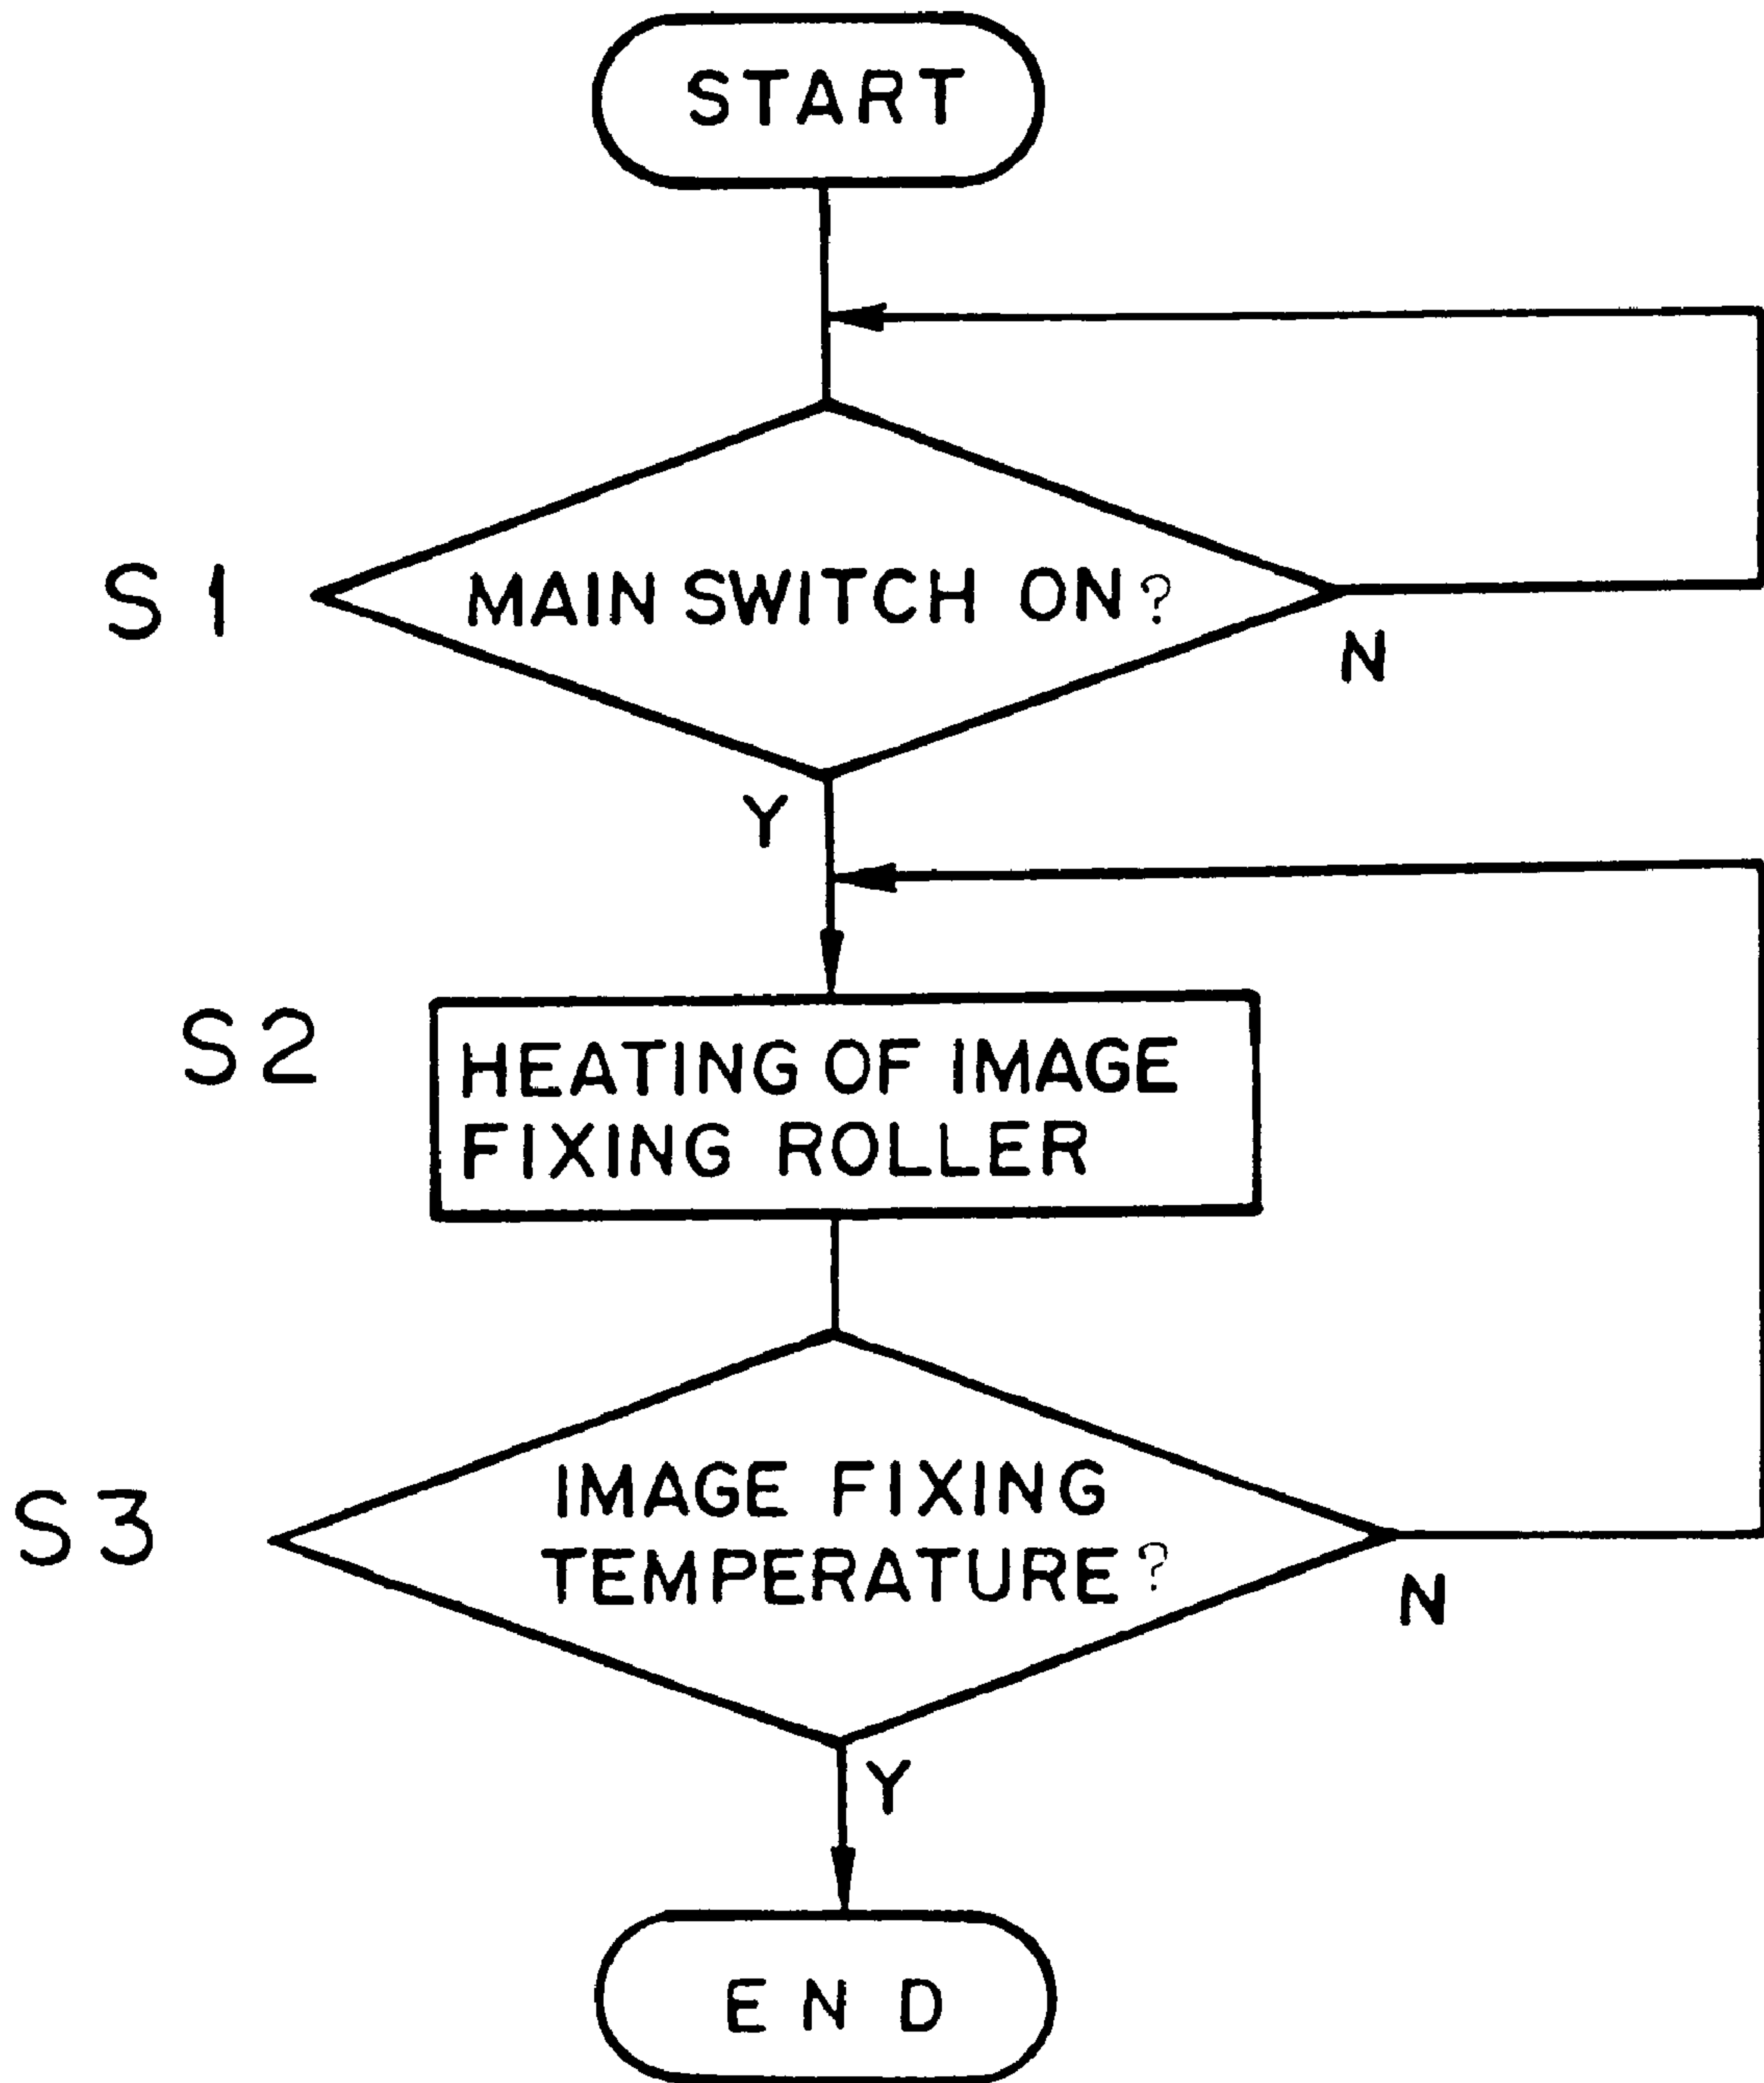 START
S1
MAIN SWITCH ON?
N
Y
S2
HEATING OF IMAGE
FIXING ROLLER
S3
IMAGE FIXING
TEMPERATURE?
N
Y
END